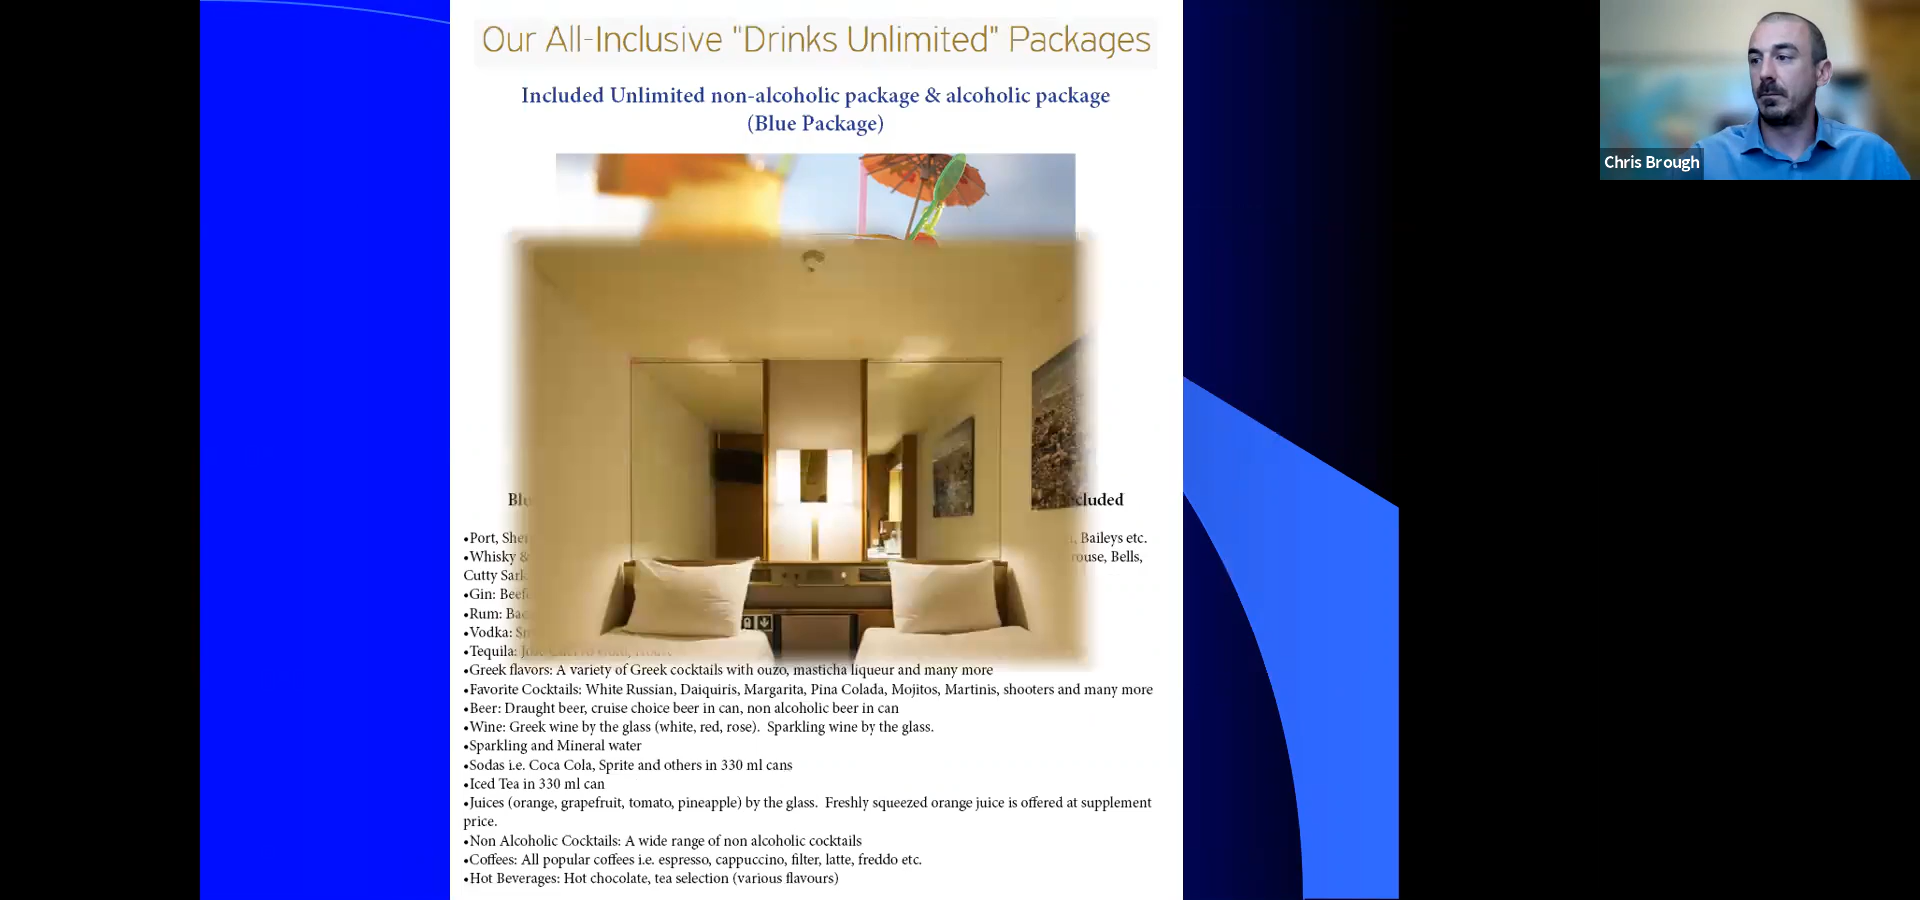 Our All-Inclusive "Drinks Unlimited" Packages
Included Unlimited non-alcoholic package & alcoholic package
(Blue Package)
Chris Brough
•Port, Baileys etc.
•Whisky & Bells,
Cutty Sark
•Gin:
•Rum:
•Vodka:
•Tequila:
•Greek flavors: A variety of Greek cocktails with ouzo, masticha liqueur and many more
•Favorite Cocktails: White Russian, Daiquiris, Margarita, Pina Colada, Mojitos, Martinis, shooters and many more
•Beer: Draught beer, cruise choice beer in can, non alcoholic beer in can
•Wine: Greek wine by the glass (white, red, rose).  Sparkling wine by the glass.
•Sparkling and Mineral water
•Sodas i.e. Coca Cola, Sprite and others in 330 ml cans
•Iced Tea in 330 ml can
•Juices (orange, grapefruit, tomato, pineapple) by the glass.  Freshly squeezed orange juice is offered at supplement
price.
•Non Alcoholic Cocktails: A wide range of non alcoholic cocktails
•Coffees: All popular coffees i.e. espresso, cappuccino, filter, latte, freddo etc.
•Hot Beverages: Hot chocolate, tea selection (various flavours)